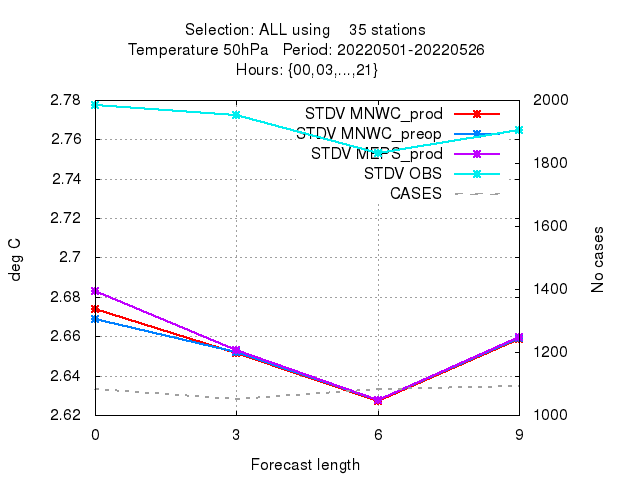 Selection: ALL using    35 stations
Temperature 50hPa   Period: 20220501-20220526
Hours: {00,03,...,21}
2.78
2.76
2.74
2.72
2.7
2.68
2.66
2.64
2.62
deg C
STDV MNWC_prod
STDV MNWC_preop
STDV MEPS_prod
STDV OBS
CASES
2000
1800
1600
1400
1200
1000
No cases
0 3 6 9
Forecast length